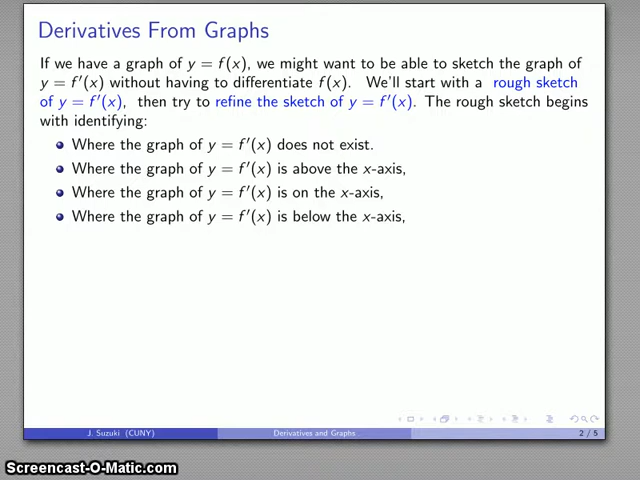 Derivatives From Graphs
If we have a graph of y = f(x), we might want to be able to sketch the graph of
y = f′(x) without having to differentiate f(x). We'll start with a rough sketch
of y = f′(x), then try to refine the sketch of y = f′(x). The rough sketch begins
with identifying:
Where the graph of y = f′(x) does not exist.
Where the graph of y = f′(x) is above the x-axis,
Where the graph of y = f′(x) is on the x-axis,
Where the graph of y = f′(x) is below the x-axis,
J. Suzuki (CUNY) Derivatives and Graphs 2 / 5
Screencast-O-Matic.com